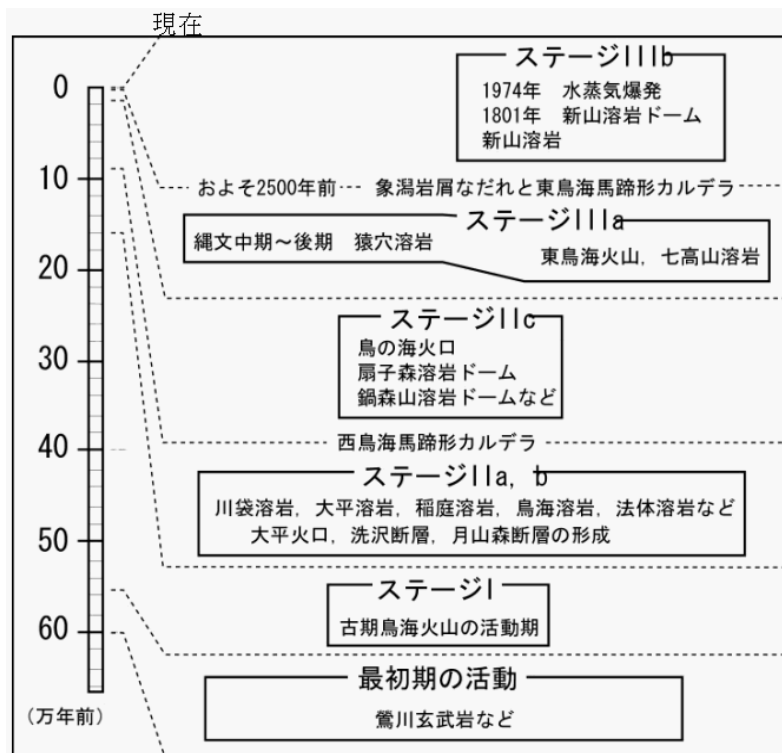 現在
0
10
20
30
40
50
60
(万年前)
ステージIIIb
1974年 水蒸気爆発
1801年 新山溶岩ドーム
新山溶岩
およそ2500年前 象潟岩屑なだれと東鳥海馬蹄形カルデラ
ステージIIIa
縄文中期～後期 猿穴溶岩
東鳥海火山, 七高山溶岩
ステージIIc
鳥の海火口
扇子森溶岩ドーム
鍋森山溶岩ドームなど
西鳥海馬蹄形カルデラ
ステージIIa, b
川袋溶岩, 大平溶岩, 稲庭溶岩, 鳥海溶岩, 法体溶岩など
大平火口, 洗沢断層, 月山森断層の形成
ステージI
古期鳥海火山の活動期
最初期の活動
鶯川玄武岩など